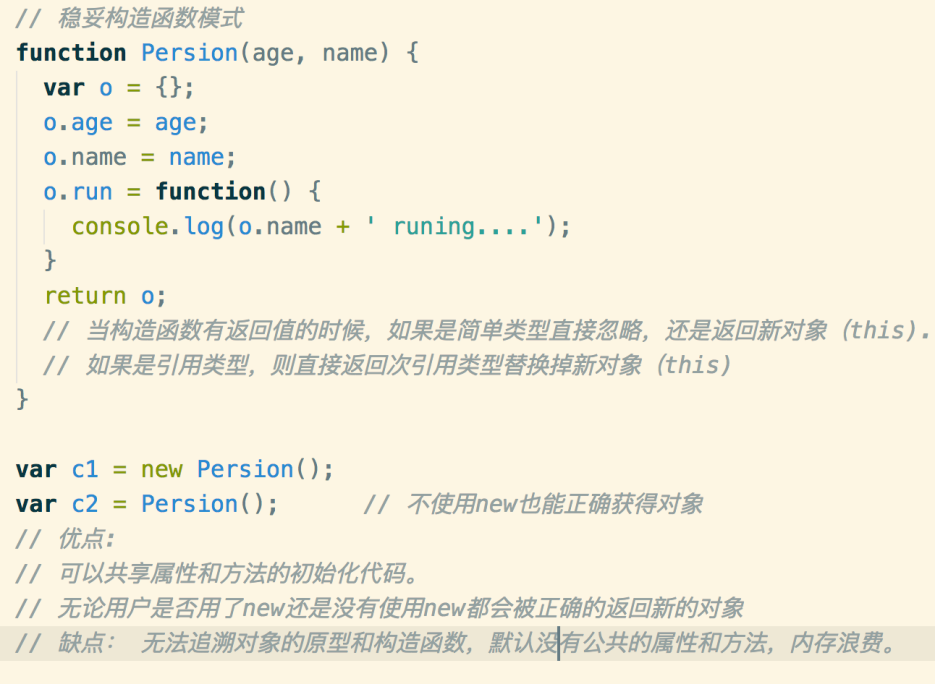 // 稳妥构造函数模式
function Persion(age, name) {
  var o = {};
  o.age = age;
  o.name = name;
  o.run = function() {
    console.log(o.name + ' runing....');
  }
  return o;
  // 当构造函数有返回值的时候，如果是简单类型直接忽略，还是返回新对象（this).
  // 如果是引用类型，则直接返回次引用类型替换掉新对象（this)
}
var c1 = new Persion();
var c2 = Persion();      // 不使用new也能正确获得对象
// 优点:
// 可以共享属性和方法的初始化代码。
// 无论用户是否用了new还是没有使用new都会被正确的返回新的对象
// 缺点： 无法追溯对象的原型和构造函数，默认没有公共的属性和方法，内存浪费。